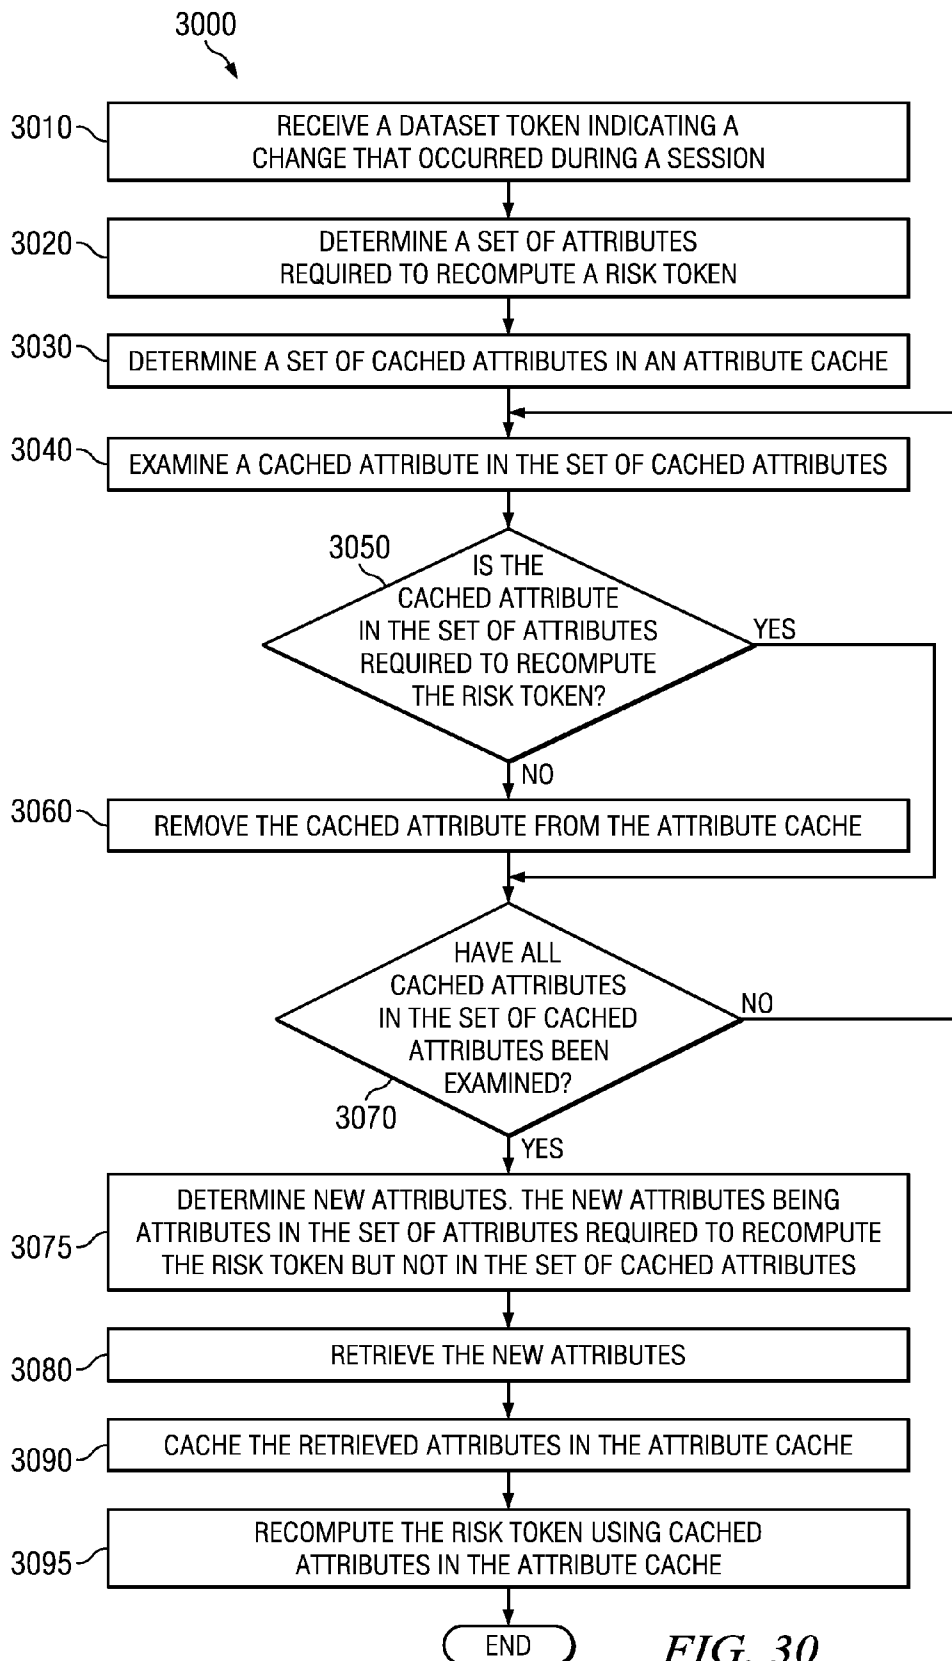 3000
3010
RECEIVE A DATASET TOKEN INDICATING A
CHANGE THAT OCCURRED DURING A SESSION
3020
DETERMINE A SET OF ATTRIBUTES
REQUIRED TO RECOMPUTE A RISK TOKEN
3030
DETERMINE A SET OF CACHED ATTRIBUTES IN AN ATTRIBUTE CACHE
3040
EXAMINE A CACHED ATTRIBUTE IN THE SET OF CACHED ATTRIBUTES
3050
IS THE
CACHED ATTRIBUTE
IN THE SET OF ATTRIBUTES
REQUIRED TO RECOMPUTE
THE RISK TOKEN?
YES
NO
3060
REMOVE THE CACHED ATTRIBUTE FROM THE ATTRIBUTE CACHE
HAVE ALL
CACHED ATTRIBUTES
IN THE SET OF CACHED
ATTRIBUTES BEEN
EXAMINED?
NO
3070
YES
3075
DETERMINE NEW ATTRIBUTES. THE NEW ATTRIBUTES BEING
ATTRIBUTES IN THE SET OF ATTRIBUTES REQUIRED TO RECOMPUTE
THE RISK TOKEN BUT NOT IN THE SET OF CACHED ATTRIBUTES
3080
RETRIEVE THE NEW ATTRIBUTES
3090
CACHE THE RETRIEVED ATTRIBUTES IN THE ATTRIBUTE CACHE
3095
RECOMPUTE THE RISK TOKEN USING CACHED
ATTRIBUTES IN THE ATTRIBUTE CACHE
END
FIG. 30